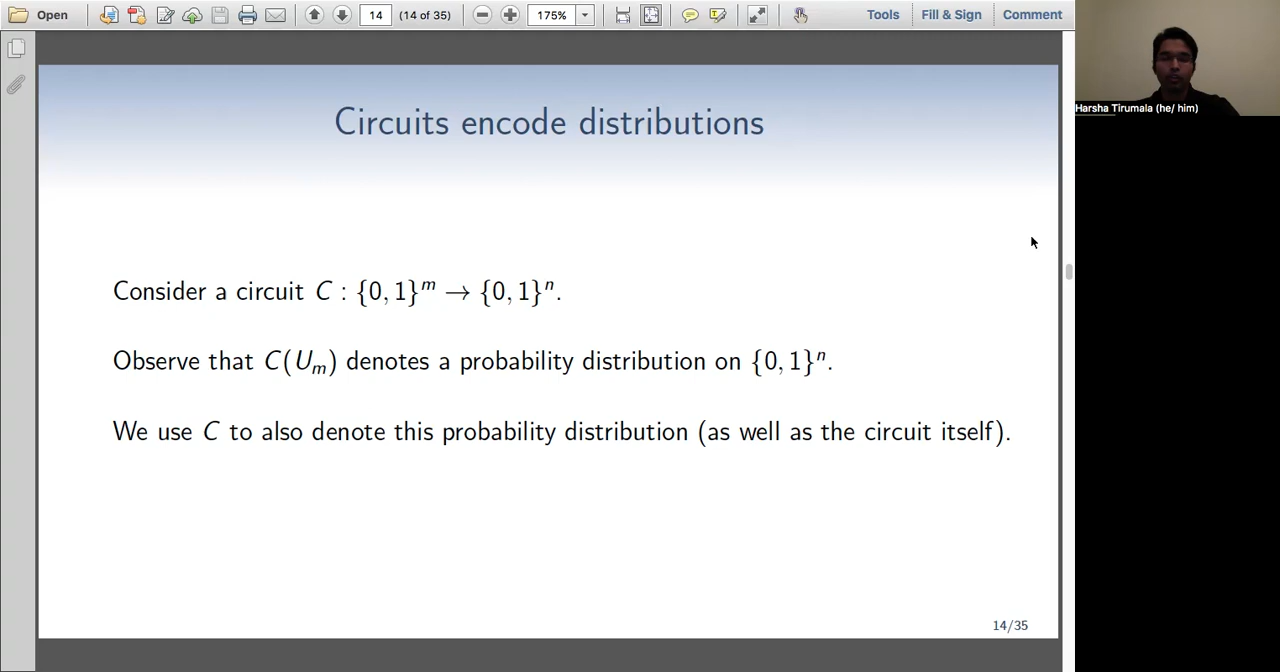 Open
14
(14 of 35)
175%
Tools
Fill & Sign
Comment
Harsha Tirumala (he/ him)
Circuits encode distributions
Consider a circuit C : {0, 1}^m → {0, 1}^n.
Observe that C(U_m) denotes a probability distribution on {0, 1}^n.
We use C to also denote this probability distribution (as well as the circuit itself).
14/35